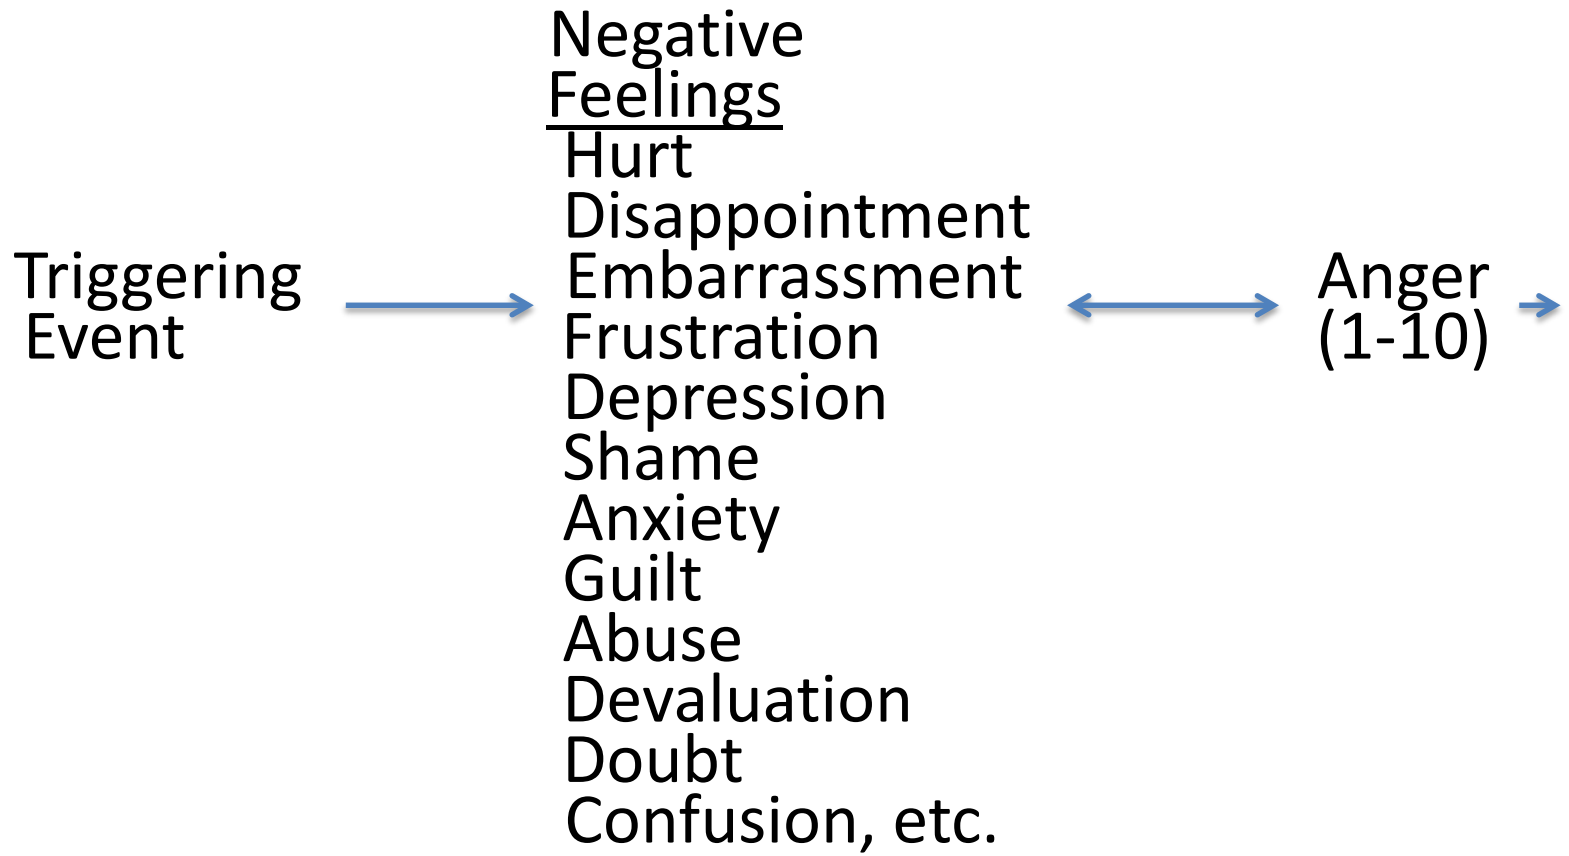 Negative
Feelings
Hurt
Disappointment
Triggering
Event
Embarrassment
Frustration
Depression
Shame
Anxiety
Guilt
Abuse
Devaluation
Doubt
Confusion, etc.
Anger
(1-10)